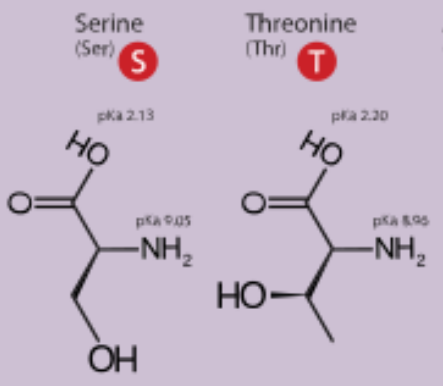 Serine
(Ser) S
pKa 2.13
HO
O
pKa 9.05
NH2
OH
Threonine
(Thr) T
pKa 2.20
HO
O
pKa 8.96
NH2
HO